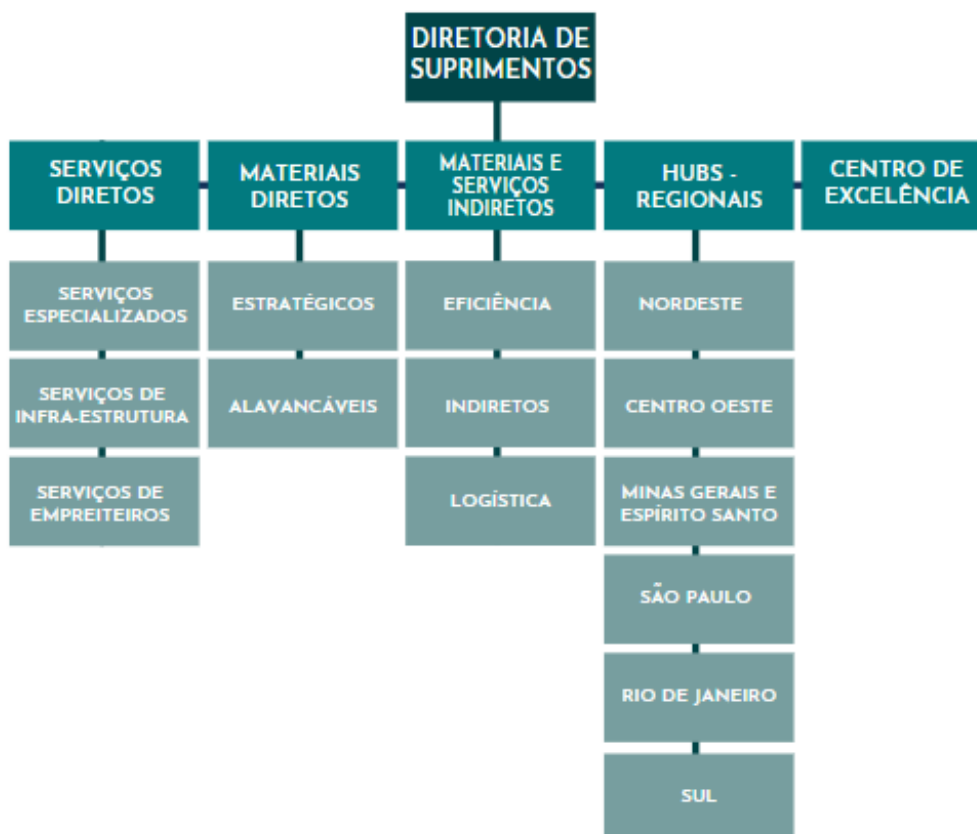 DIRETORIA DE
SUPRIMENTOS
SERVIÇOS
DIRETOS
MATERIAIS
DIRETOS
MATERIAIS E
SERVIÇOS
INDIRETOS
HUBS -
REGIONAIS
CENTRO DE
EXCELÊNCIA
SERVIÇOS
ESPECIALIZADOS
SERVIÇOS DE
INFRA-ESTRUTURA
SERVIÇOS DE
EMPREITEIROS
ESTRATÉGICOS
ALAVANCÁVEIS
EFICIÊNCIA
INDIRETOS
LOGÍSTICA
NORDESTE
CENTRO OESTE
MINAS GERAIS E
ESPÍRITO SANTO
SÃO PAULO
RIO DE JANEIRO
SUL